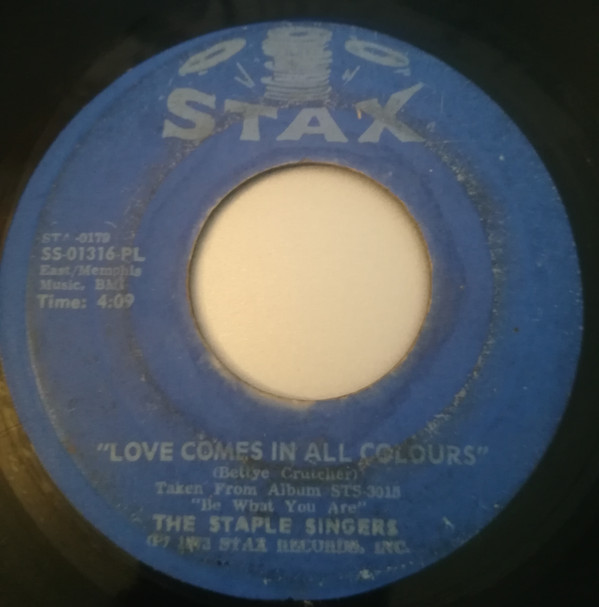 STAX
STA-0179
SS-01316-PL
East/Memphis
Music, BMI
Time: 4:09
"LOVE COMES IN ALL COLOURS"
(Bettye Crutcher)
Taken From Album STS-3015
"Be What You Are"
THE STAPLE SINGERS
(P) 1973 STAX RECORDS, INC.